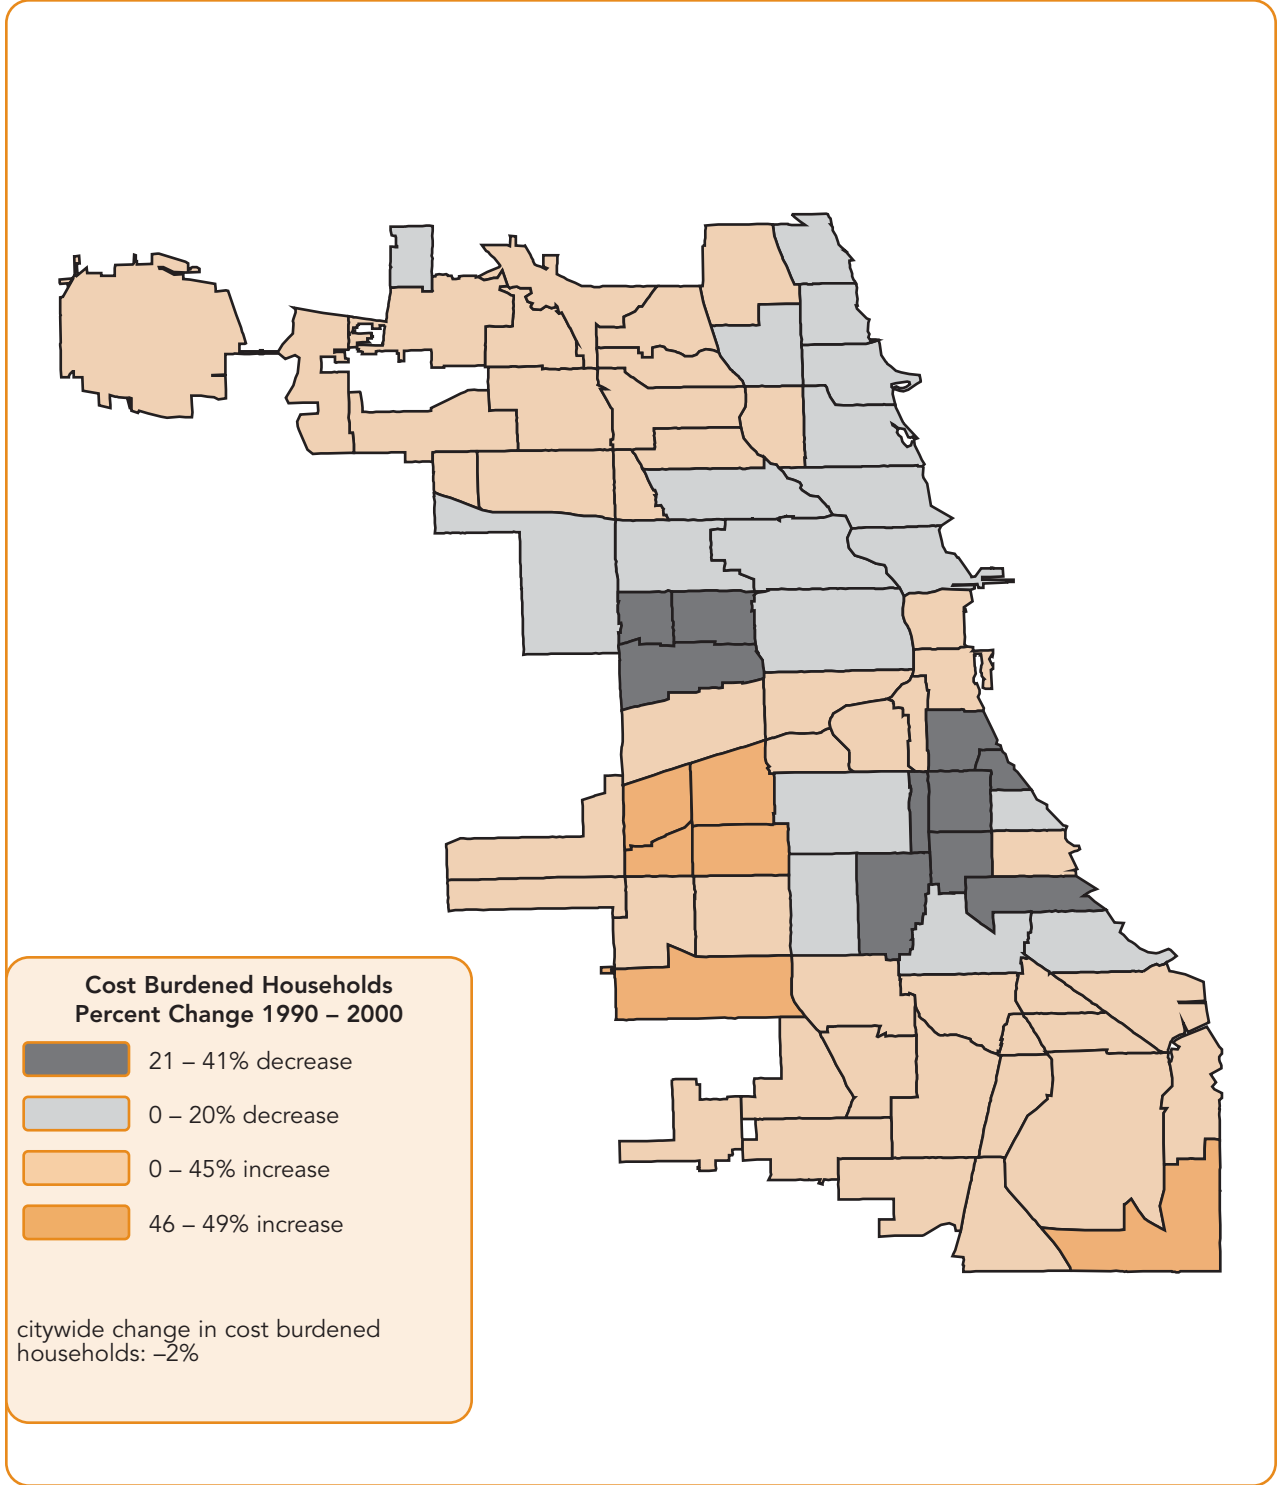 Cost Burdened Households
Percent Change 1990 – 2000
21 – 41% decrease
0 – 20% decrease
0 – 45% increase
46 – 49% increase
citywide change in cost burdened
households: –2%